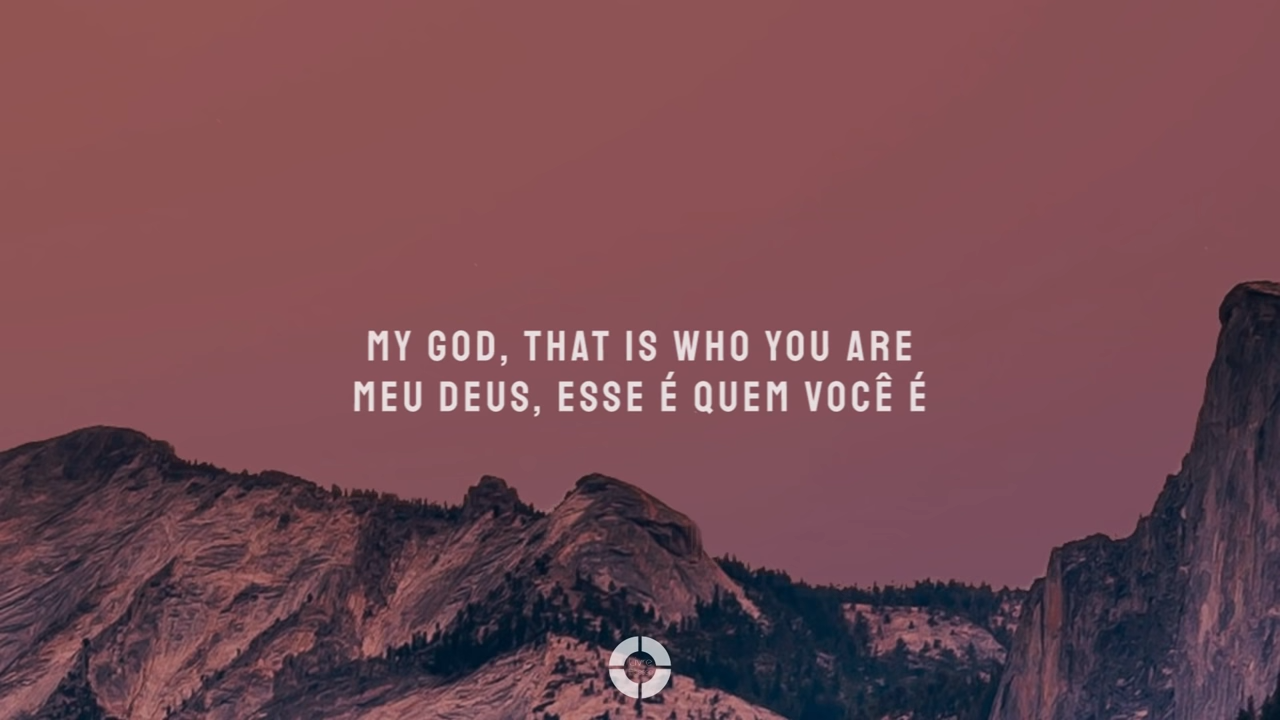 MY GOD, THAT IS WHO YOU ARE
MEU DEUS, ESSE É QUEM VOCÊ É